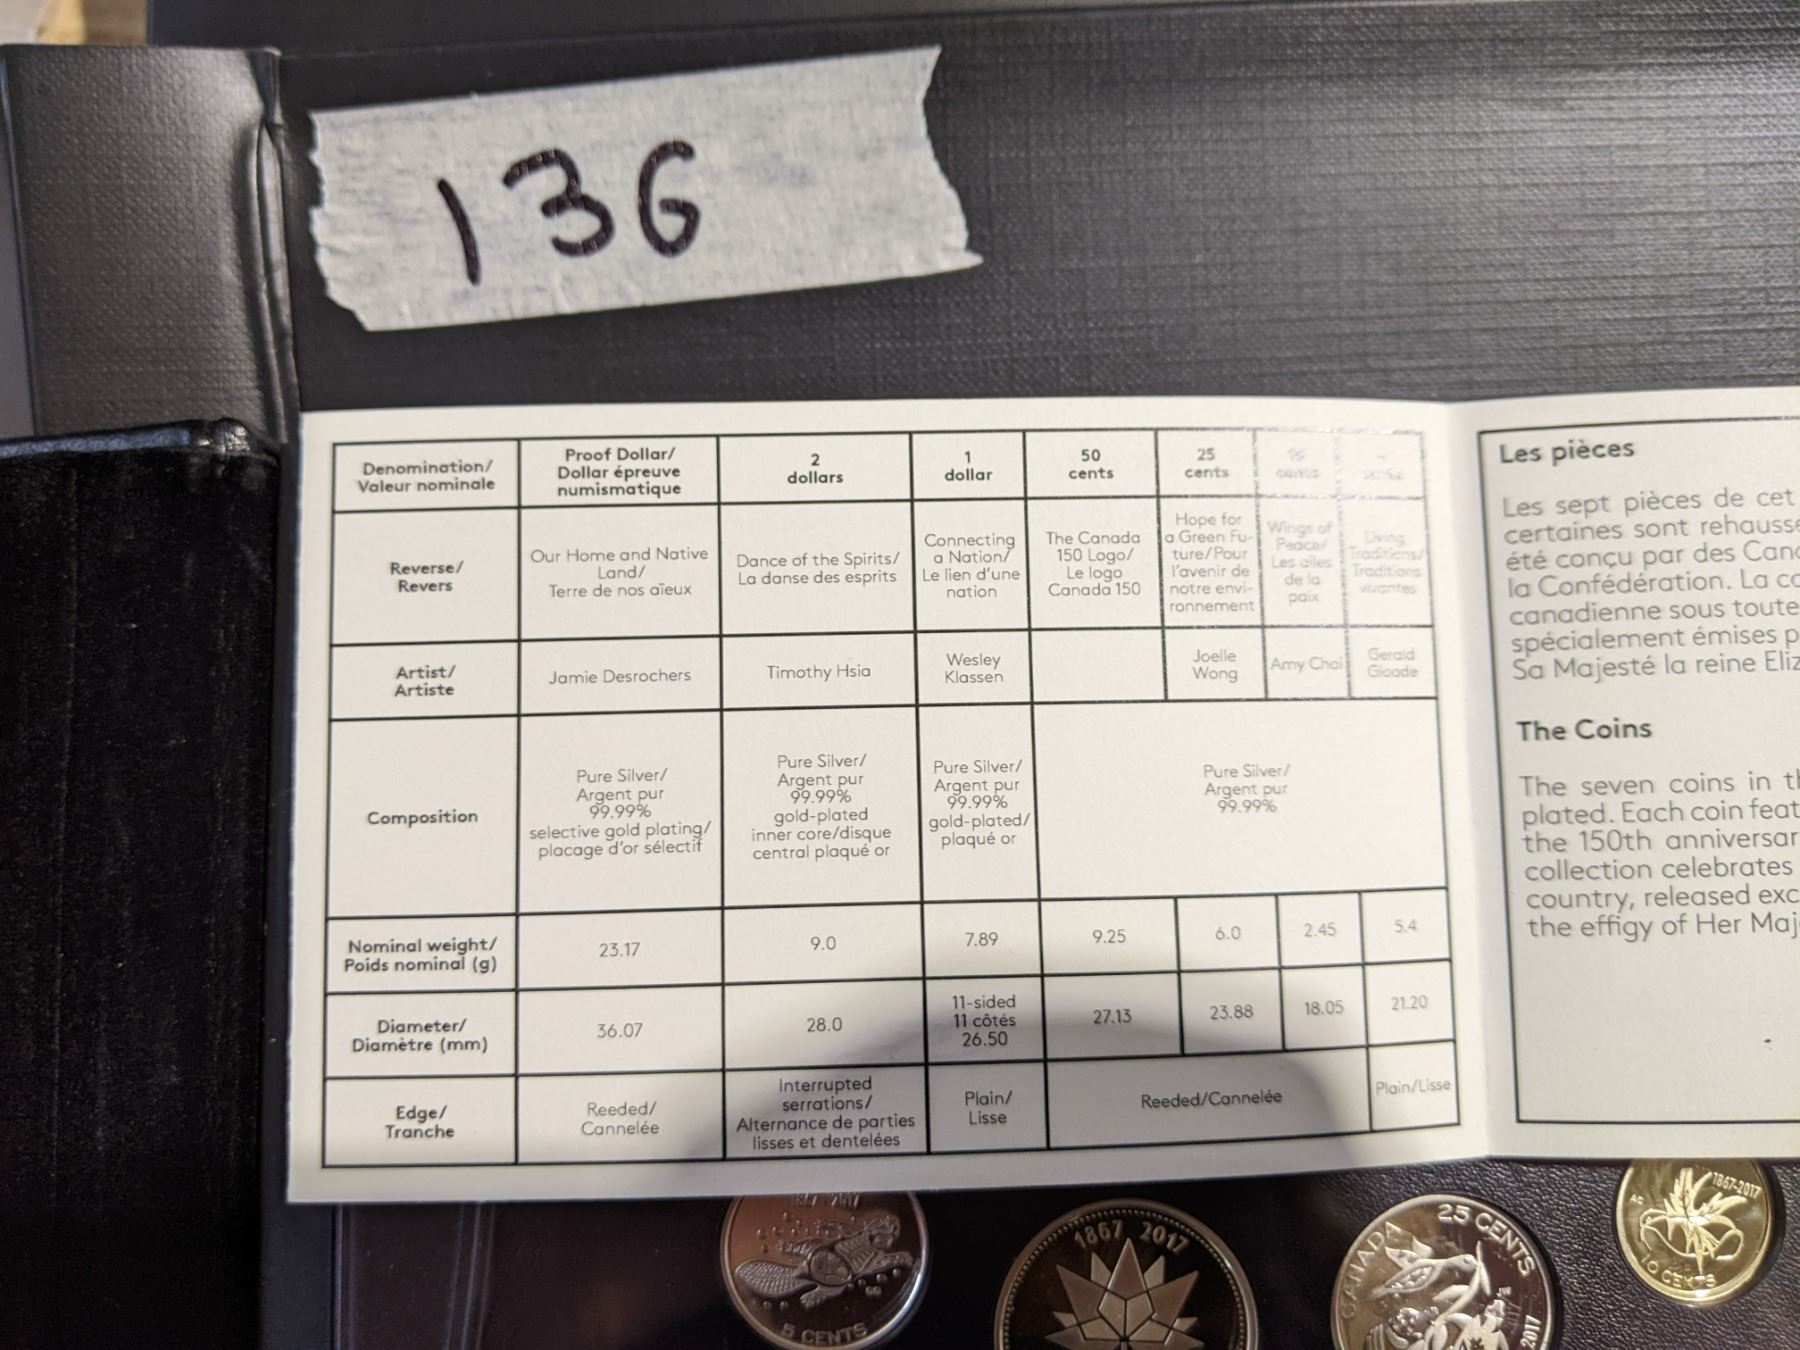 136
Denomination/
Valeur nominale
Proof Dollar/
Dollar épreuve
numismatique
2
dollars
1
dollar
50
cents
25
cents
10
cents
Reverse/
Revers
Our Home and Native
Land/
Terre de nos aïeux
Dance of the Spirits/
La danse des esprits
Connecting
a Nation/
Le lien d'une
nation
The Canada
150 Logo/
Le logo
Canada 150
Hope for
a Green Fu-
ture/Pour
l'avenir de
notre envi-
ronnement
Wings of
Peace/
Les ailes
de la
paix
Living
Traditions/
Traditions
vivantes
Artist/
Artiste
Jamie Desrochers
Timothy Hsia
Wesley
Klassen
Joelle
Wong
Amy Choi
Gerald
Gloade
Composition
Pure Silver/
Argent pur
99.99%
selective gold plating/
placage d'or sélectif
Pure Silver/
Argent pur
99.99%
gold-plated
inner core/disque
central plaqué or
Pure Silver/
Argent pur
99.99%
gold-plated/
plaqué or
Pure Silver/
Argent pur
99.99%
Nominal weight/
Poids nominal (g)
23.17
9.0
7.89
9.25
6.0
2.45
5.4
Diameter/
Diamètre (mm)
36.07
28.0
11-sided
11 côtés
26.50
27.13
23.88
18.05
21.20
Edge/
Tranche
Reeded/
Cannelée
Interrupted
serrations/
Alternance de parties
lisses et dentelées
Plain/
Lisse
Reeded/Cannelée
Plain/Lisse
Les pièces
Les sept pièces de cet
certaines sont rehauss
été conçu par des Can
la Confédération. La co
canadienne sous toute
spécialement émises p
Sa Majesté la reine Eliz
The Coins
The seven coins in th
plated. Each coin feat
the 150th anniversar
collection celebrates
country, released exc
the effigy of Her Maj
1867-2017
5 CENTS
1867 2017
CANADA
25 CENTS
JW
2017
AC
1867-2017
10 CENTS